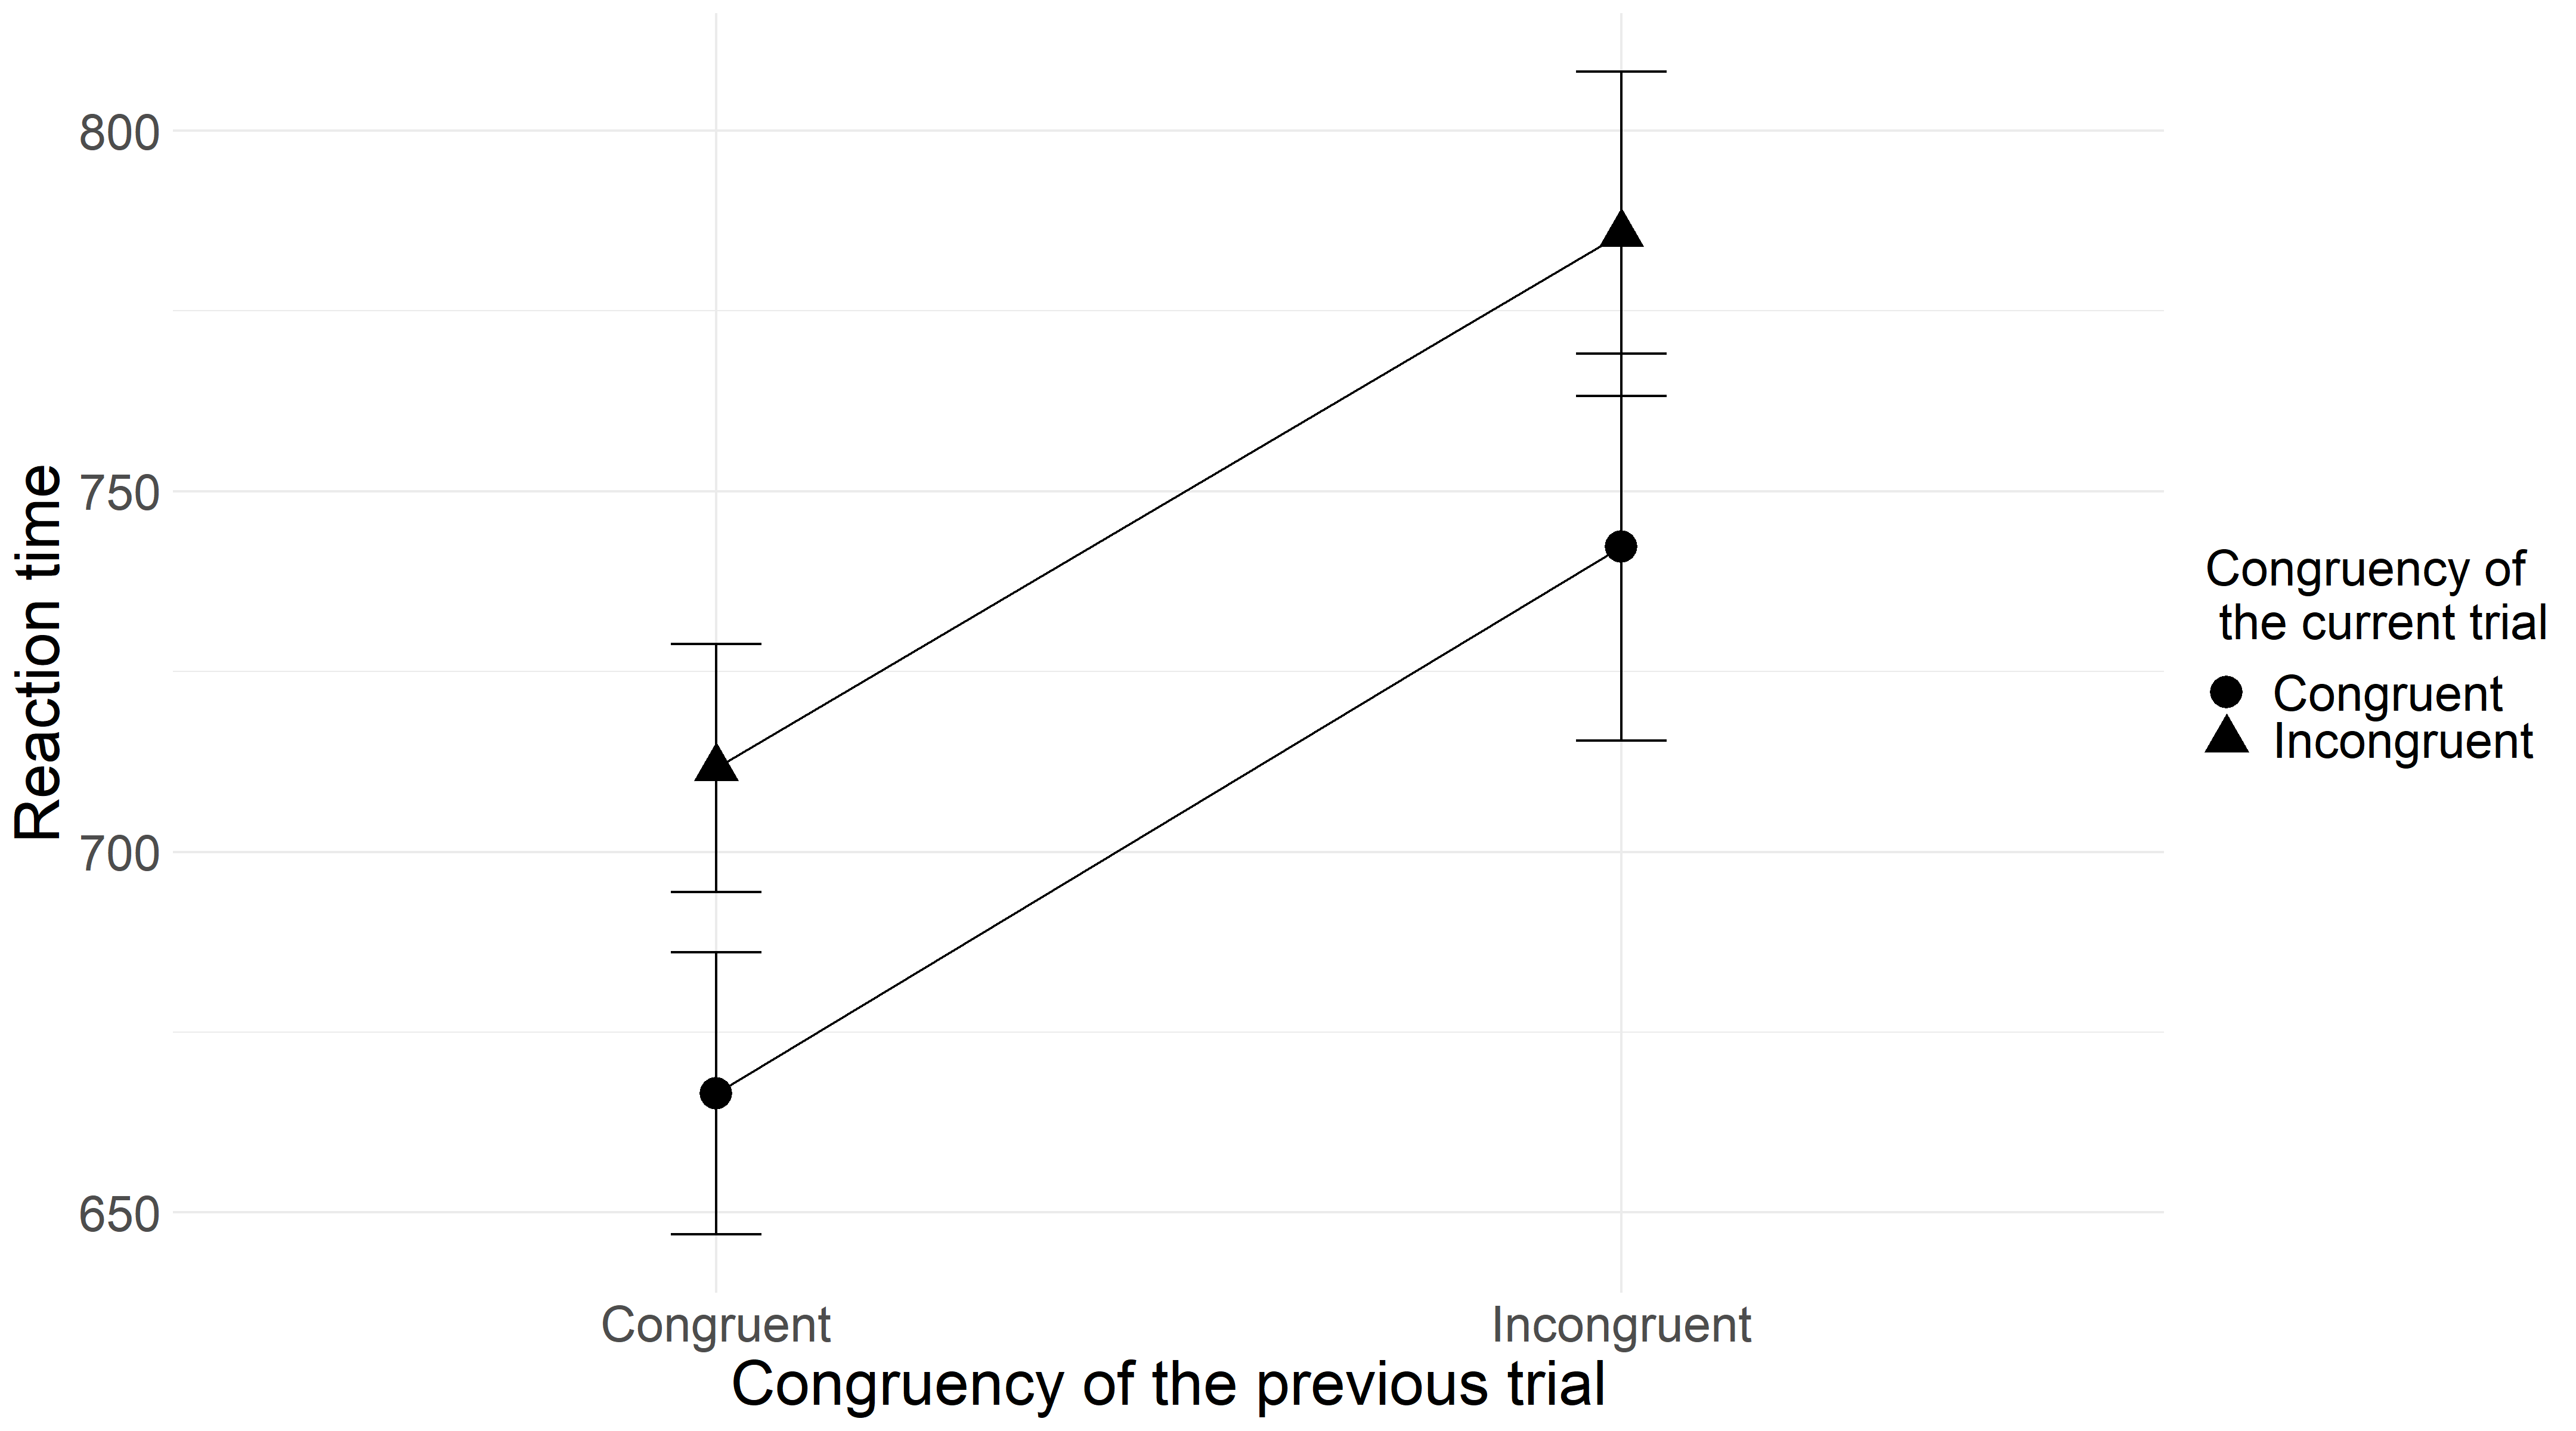 Reaction time
800
750
700
650
Congruent
Incongruent
Congruency of the previous trial
Congruency of
the current trial
Congruent
Incongruent